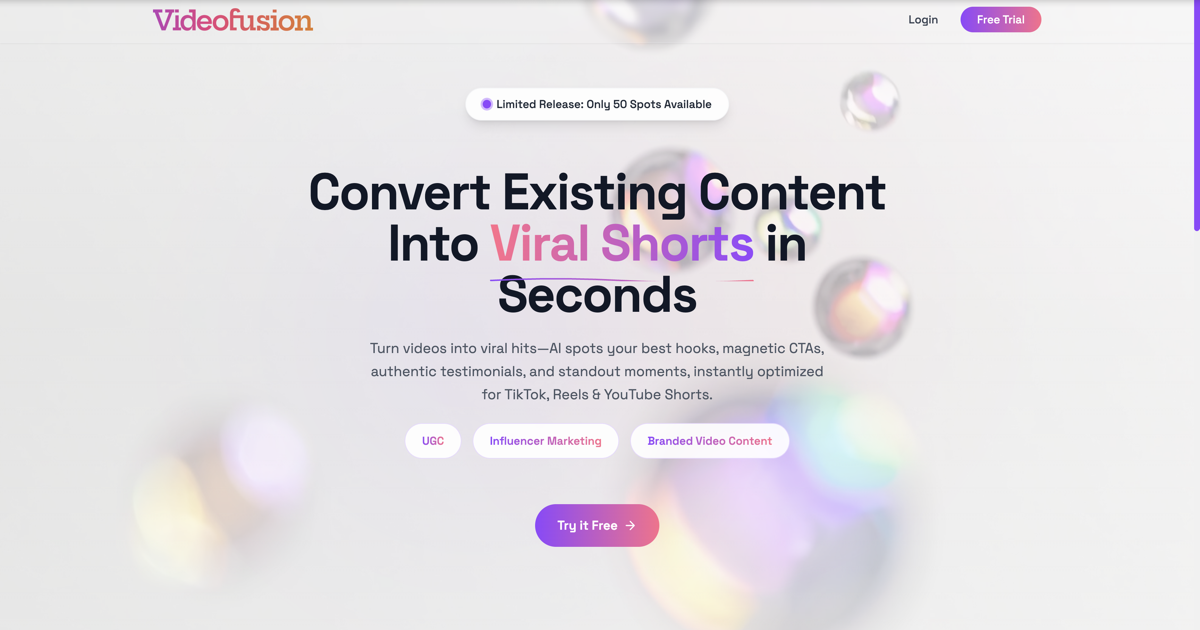 Videofusion
Login
Free Trial
Limited Release: Only 50 Spots Available
Convert Existing Content
Into Viral Shorts in
Seconds
Turn videos into viral hits—AI spots your best hooks, magnetic CTAs,
authentic testimonials, and standout moments, instantly optimized
for TikTok, Reels & YouTube Shorts.
UGC
Influencer Marketing
Branded Video Content
Try it Free →